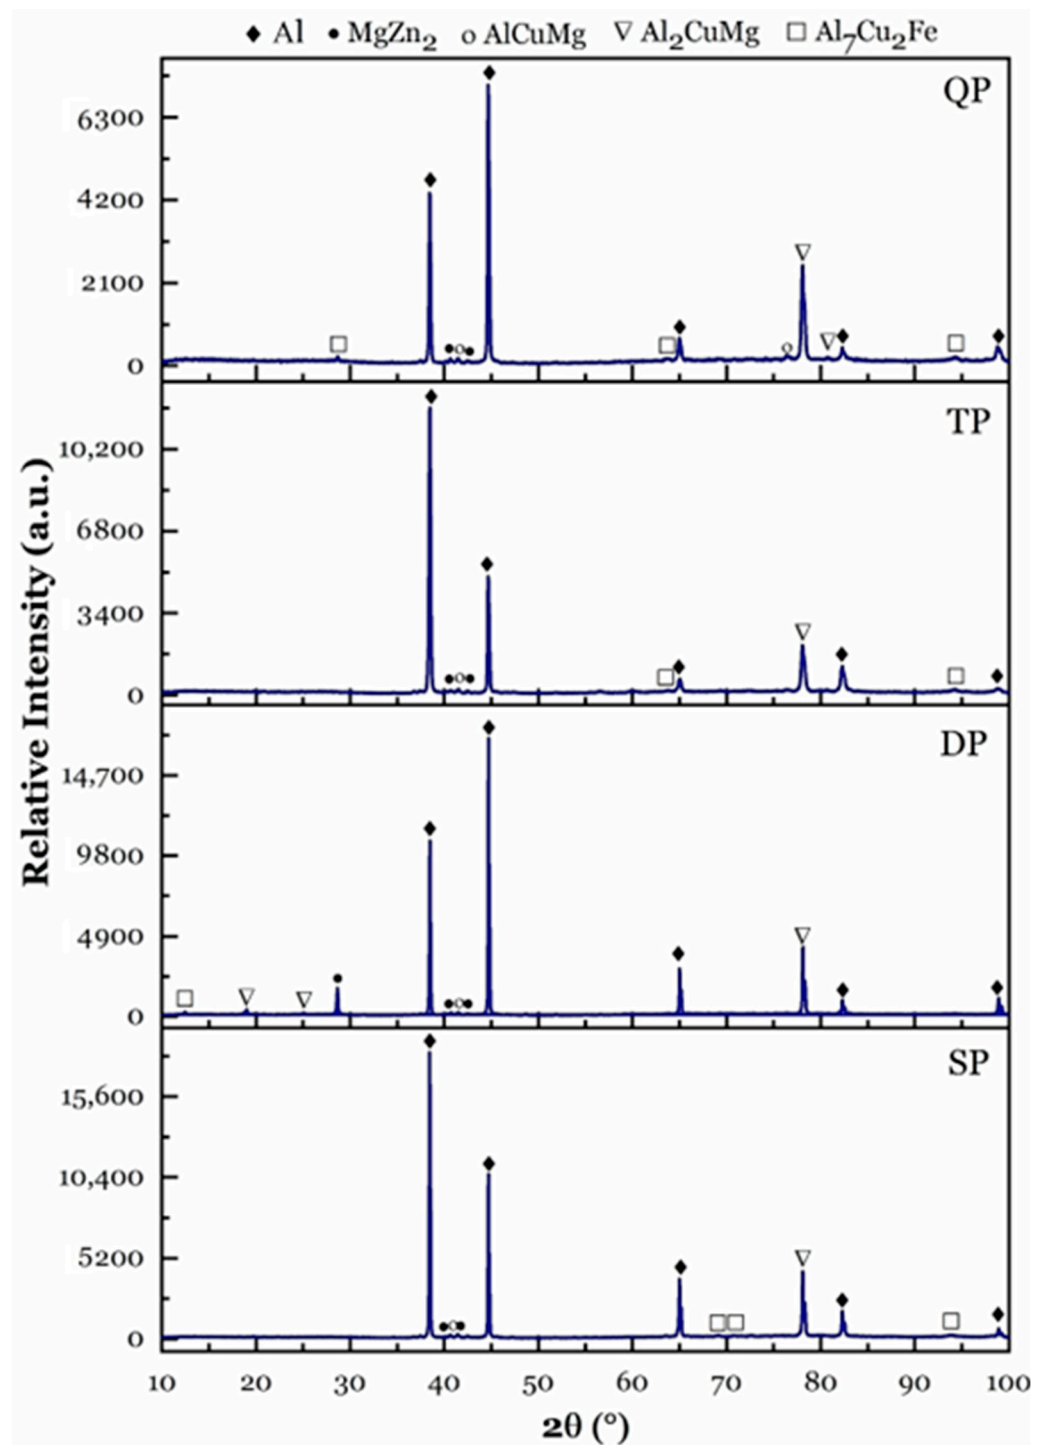 ♦ Al ● MgZn₂ o AlCuMg ▽ Al₂CuMg □ Al₇Cu₂Fe
QP
6300
4200
2100
0
TP
10,200
6800
3400
0
DP
14,700
9800
4900
0
SP
15,600
10,400
5200
0
Relative Intensity (a.u.)
10 20 30 40 50 60 70 80 90 100
2θ (°)